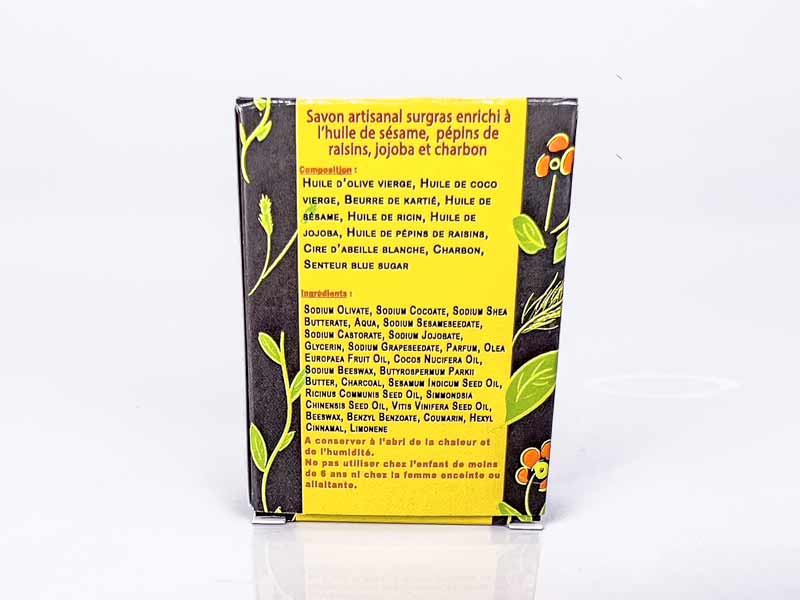 Savon artisanal surgras enrichi à
l'huile de sésame, pépins de
raisins, jojoba et charbon
Composition :
Huile d'olive vierge, Huile de coco
vierge, Beurre de kartié, Huile de
sésame, Huile de ricin, Huile de
jojoba, Huile de pépins de raisins,
Cire d'abeille blanche, Charbon,
Senteur blue sugar
Ingrédients :
Sodium Olivate, Sodium Cocoate, Sodium Shea
Butterate, Aqua, Sodium Sesameseedate,
Sodium Castorate, Sodium Jojobate,
Glycerin, Sodium Grapeseedate, Parfum, Olea
Europaea Fruit Oil, Cocos Nucifera Oil,
Sodium Beeswax, Butyrospermum Parkii
Butter, Charcoal, Sesamum Indicum Seed Oil,
Ricinus Communis Seed Oil, Simmondsia
Chinensis Seed Oil, Vitis Vinifera Seed Oil,
Beeswax, Benzyl Benzoate, Coumarin, Hexyl
Cinnamal, Limonene
A conserver à l'abri de la chaleur et
de l'humidité.
Ne pas utiliser chez l'enfant de moins
de 6 ans ni chez la femme enceinte ou
allaitante.